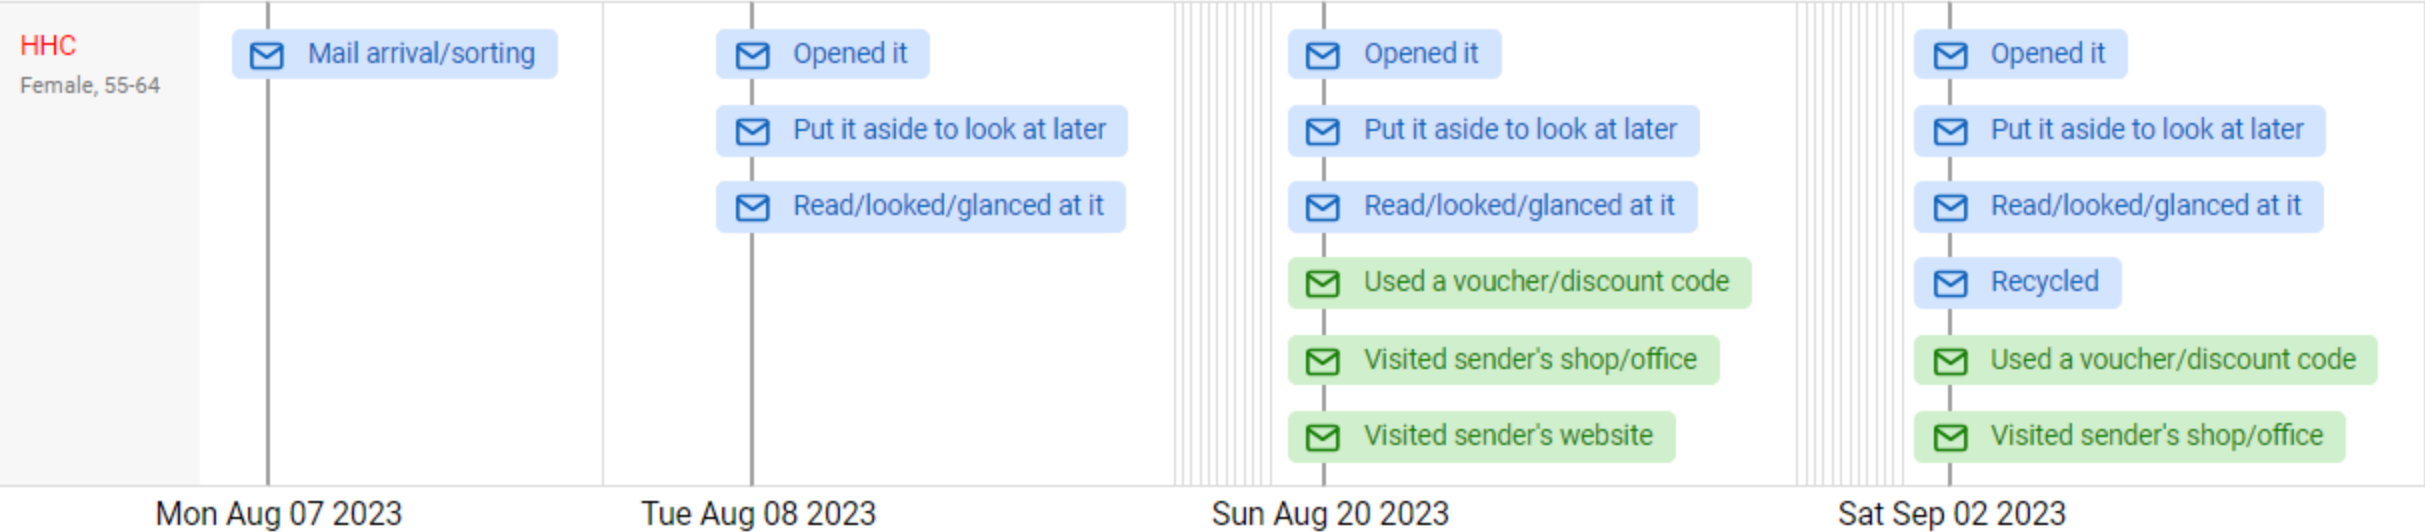 HHC
Female, 55-64
Mail arrival/sorting
Opened it
Put it aside to look at later
Read/looked/glanced at it
Opened it
Put it aside to look at later
Read/looked/glanced at it
Used a voucher/discount code
Visited sender's shop/office
Visited sender's website
Opened it
Put it aside to look at later
Read/looked/glanced at it
Recycled
Used a voucher/discount code
Visited sender's shop/office
Mon Aug 07 2023
Tue Aug 08 2023
Sun Aug 20 2023
Sat Sep 02 2023